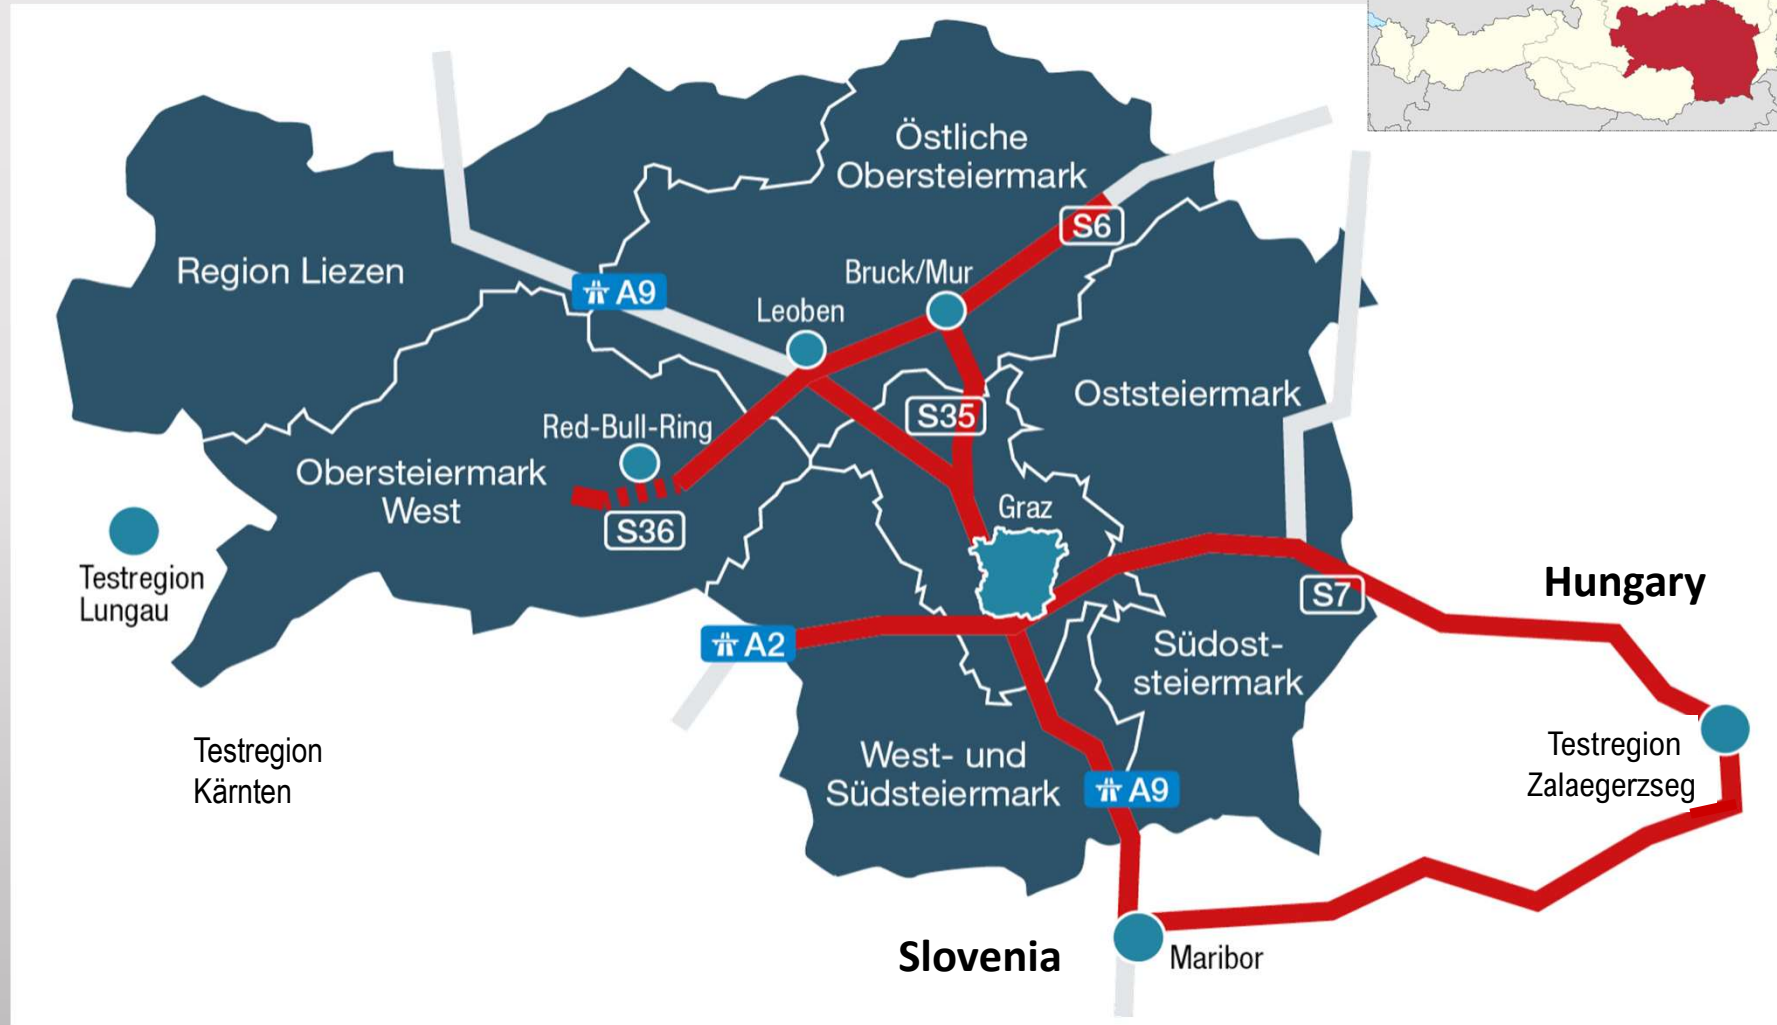 Östliche
Obersteiermark
S6
Region Liezen
Bruck/Mur
A9
Leoben
Oststeiermark
S35
Red-Bull-Ring
Obersteiermark
West
S36
Graz
Testregion
Lungau
Hungary
S7
A2
Südost-
steiermark
Testregion
Kärnten
West- und
Südsteiermark
A9
Testregion
Zalaegerzseg
Slovenia
Maribor